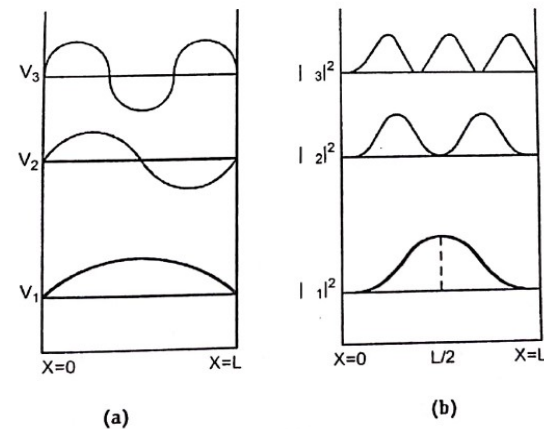 V₃
V₂
V₁
X=0 X=L
(a)
| ₃|²
| ₂|²
| ₁|²
X=0 L/2 X=L
(b)